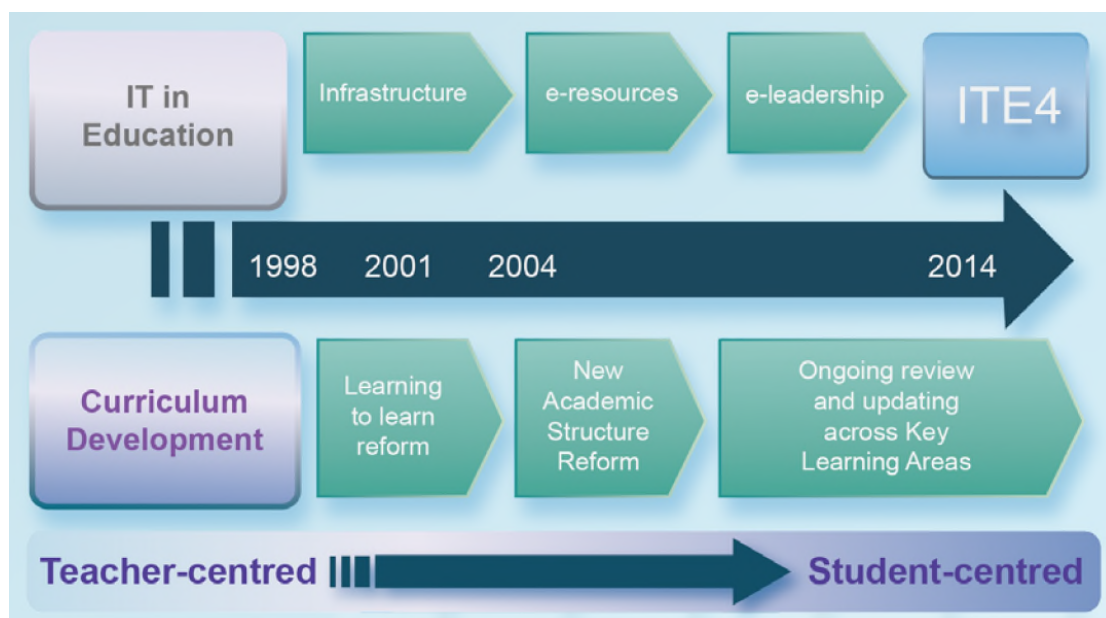 IT in
Education
Infrastructure
e-resources
e-leadership
ITE4
1998
2001
2004
2014
Curriculum
Development
Learning
to learn
reform
New
Academic
Structure
Reform
Ongoing review
and updating
across Key
Learning Areas
Teacher-centred
Student-centred